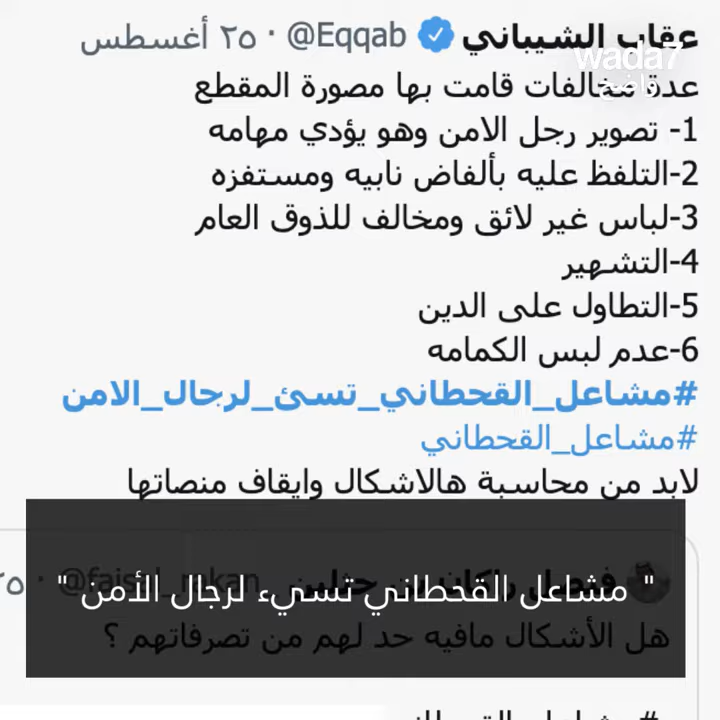 عقاب الشيباني @Eqqab · ٢٥ أغسطس
wada7
واضح
عدة مخالفات قامت بها مصورة المقطع
1- تصوير رجل الامن وهو يؤدي مهامه
2-التلفظ عليه بألفاض نابيه ومستفزه
3-لباس غير لائق ومخالف للذوق العام
4-التشهير
5-التطاول على الدين
6-عدم لبس الكمامه
#مشاعل_القحطاني_تسئ_لرجال_الامن
#مشاعل_القحطاني
لابد من محاسبة هالاشكال وايقاف منصاتها
" مشاعل القحطاني تسيء لرجال الأمن "
هل الأشكال مافيه حد لهم من تصرفاتهم ؟